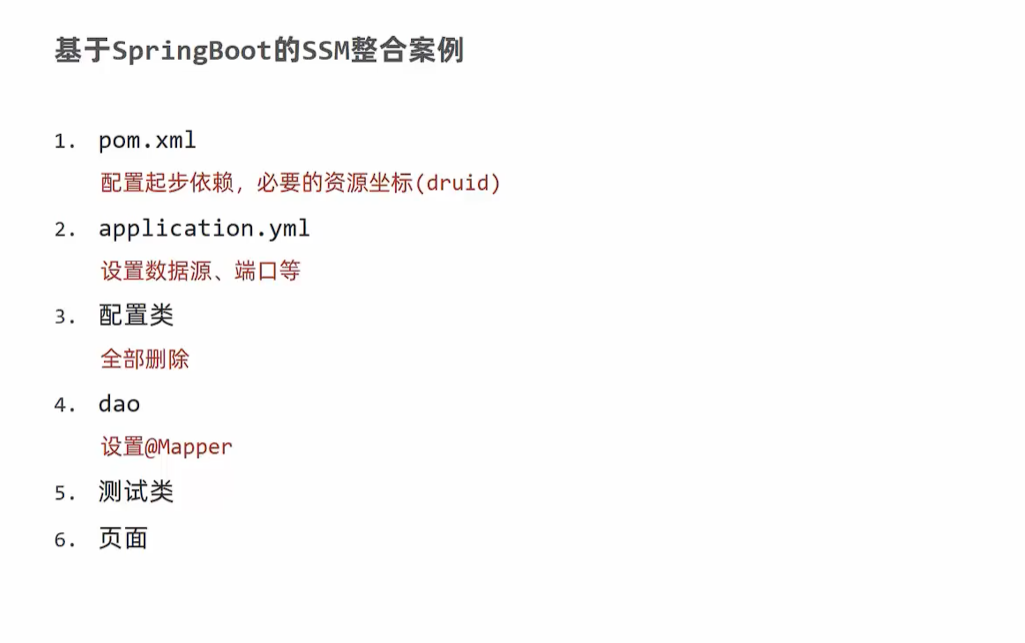 基于SpringBoot的SSM整合案例
1. pom.xml
配置起步依赖，必要的资源坐标(druid)
2. application.yml
设置数据源、端口等
3. 配置类
全部删除
4. dao
设置@Mapper
5. 测试类
6. 页面